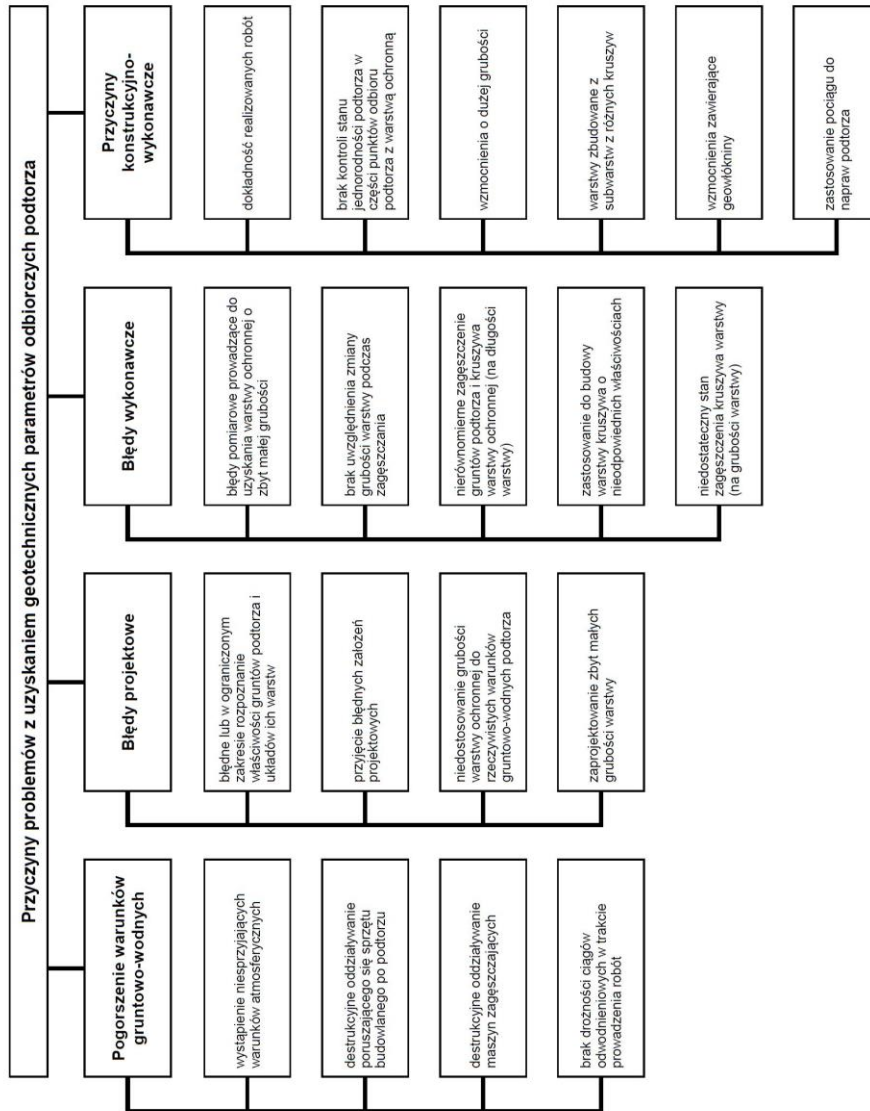 Przyczyny problemów z uzyskaniem geotechnicznych parametrów odbiorczych podtorza
Pogorszenie warunków
gruntowo-wodnych
wystąpienie niesprzyjających
warunków atmosferycznych
destrukcyjne oddziaływanie
poruszającego się sprzętu
budowlanego po podtorzu
destrukcyjne oddziaływanie
maszyn zagęszczających
brak drożności ciągów
odwodnieniowych w trakcie
prowadzenia robót
Błędy projektowe
błędne lub w ograniczonym
zakresie rozpoznanie
właściwości gruntów podtorza i
układów ich warstw
przyjęcie błędnych założeń
projektowych
niedostosowanie grubości
warstwy ochronnej do
rzeczywistych warunków
gruntowo-wodnych podtorza
zaprojektowanie zbyt małych
grubości warstwy
Błędy wykonawcze
błędy pomiarowe prowadzące do
uzyskania warstwy ochronnej o
zbyt małej grubości
brak uwzględnienia zmiany
grubości warstwy podczas
zagęszczania
nierównomierne zagęszczenie
gruntów podtorza i kruszywa
warstwy ochronnej (na długości
warstwy)
zastosowanie do budowy
warstwy kruszywa o
nieodpowiednich właściwościach
niedostateczny stan
zagęszczenia kruszywa warstwy
(na grubości warstwy)
Przyczyny
konstrukcyjno-
wykonawcze
dokładność realizowanych robót
brak kontroli stanu
jednorodności podtorza w
części punktów odbioru
podtorza z warstwą ochronną
wzmocnienia o dużej grubości
warstwy zbudowane z
subwarstw z różnych kruszyw
wzmocnienia zawierające
geowłókniny
zastosowanie pociągu do
napraw podtorza